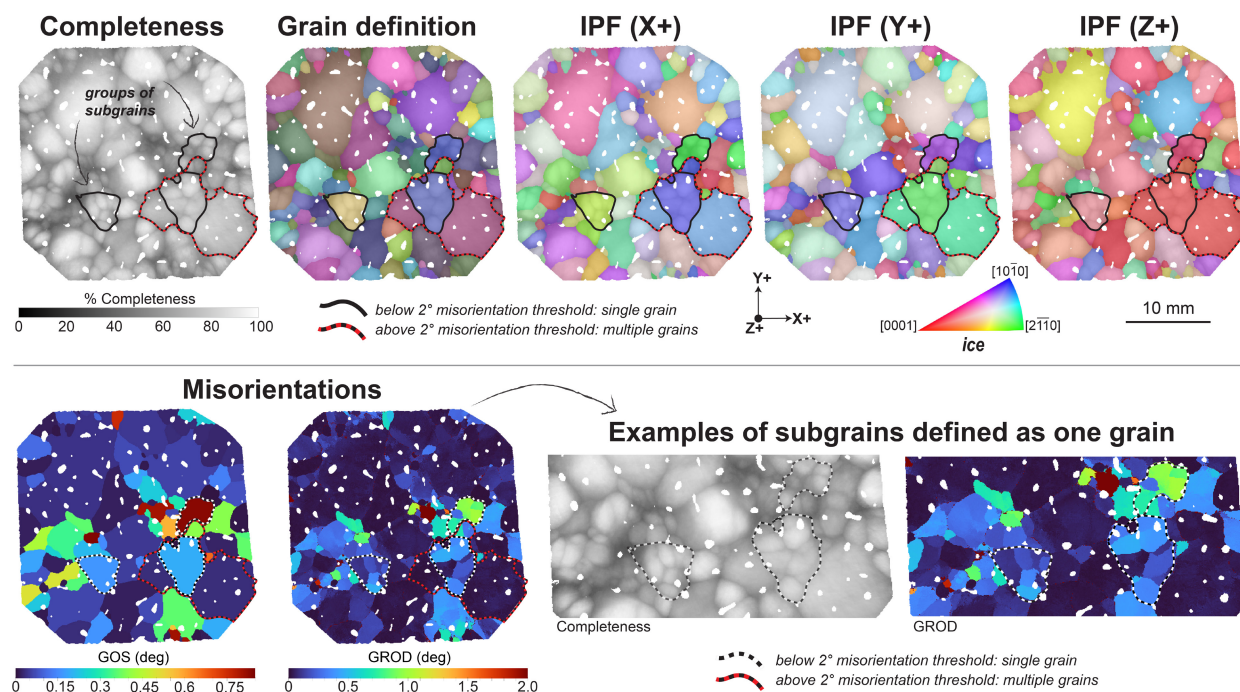 Completeness
Grain definition
IPF (X+)
IPF (Y+)
IPF (Z+)
groups of
subgrains
% Completeness
0 20 40 60 80 100
below 2° misorientation threshold: single grain
above 2° misorientation threshold: multiple grains
Y+
Z+
X+
[101̅0]
[0001]
[21̅1̅0]
ice
10 mm
Misorientations
Examples of subgrains defined as one grain
Completeness
GROD
GOS (deg)
0 0.15 0.3 0.45 0.6 0.75
GROD (deg)
0 0.5 1.0 1.5 2.0
below 2° misorientation threshold: single grain
above 2° misorientation threshold: multiple grains